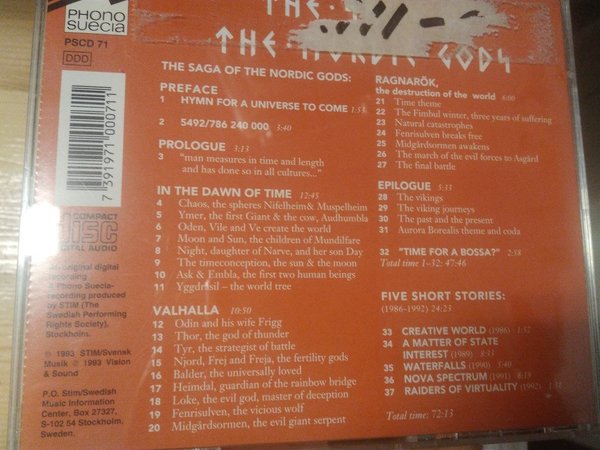 PHONO
SUECIA
PSCD 71
DDD
7 391971 000711
COMPACT
disc
DIGITAL AUDIO
original digital
recording
A Phono Suecia-
recording produced
by STIM (The
Swedish Performing
Rights Society),
Stockholm.
℗ 1993 STIM/Svensk
Musik © 1993 Vision
& Sound
P.O. Stim/Swedish
Music Information
Center, Box 27327,
S-102 54 Stockholm,
Sweden.
THE
THE NORDIC GODS
THE SAGA OF THE NORDIC GODS:
PREFACE
1 HYMN FOR A UNIVERSE TO COME 1:53
2 5492/786 240 000 3:40
PROLOGUE 3:13
3 "man measures in time and length
and has done so in all cultures..."
IN THE DAWN OF TIME 12:45
4 Chaos, the spheres Nifelheim& Muspelheim
5 Ymer, the first Giant & the cow, Audhumbla
6 Oden, Vile and Ve create the world
7 Moon and Sun, the children of Mundilfare
8 Night, daughter of Narve, and her son Day
9 The timeconception, the sun & the moon
10 Ask & Embla, the first two human beings
11 Yggdrasil – the world tree
VALHALLA 10:50
12 Odin and his wife Frigg
13 Thor, the god of thunder
14 Tyr, the strategist of battle
15 Njord, Frej and Freja, the fertility gods
16 Balder, the universally loved
17 Heimdal, guardian of the rainbow bridge
18 Loke, the evil god, master of deception
19 Fenrisulven, the vicious wolf
20 Midgårdsormen, the evil giant serpent
RAGNARÖK,
the destruction of the world 8:00
21 Time theme
22 The Fimbul winter, three years of suffering
23 Natural catastrophes
24 Fenrisulven breaks free
25 Midgårdsormen awakens
26 The march of the evil forces to Asgård
27 The final battle
EPILOGUE 5:33
28 The vikings
29 The viking journeys
30 The past and the present
31 Aurora Borealis theme and coda
32 "TIME FOR A BOSSA?" 2:38
Total time 1–32: 47:46
FIVE SHORT STORIES:
(1986-1992) 24:23
33 CREATIVE WORLD (1986) 1:52
34 A MATTER OF STATE
INTEREST (1989) 8:33
35 WATERFALLS (1990) 5:40
36 NOVA SPECTRUM (1991) 6:19
37 RAIDERS OF VIRTUALITY (1992)
Total time: 72:13